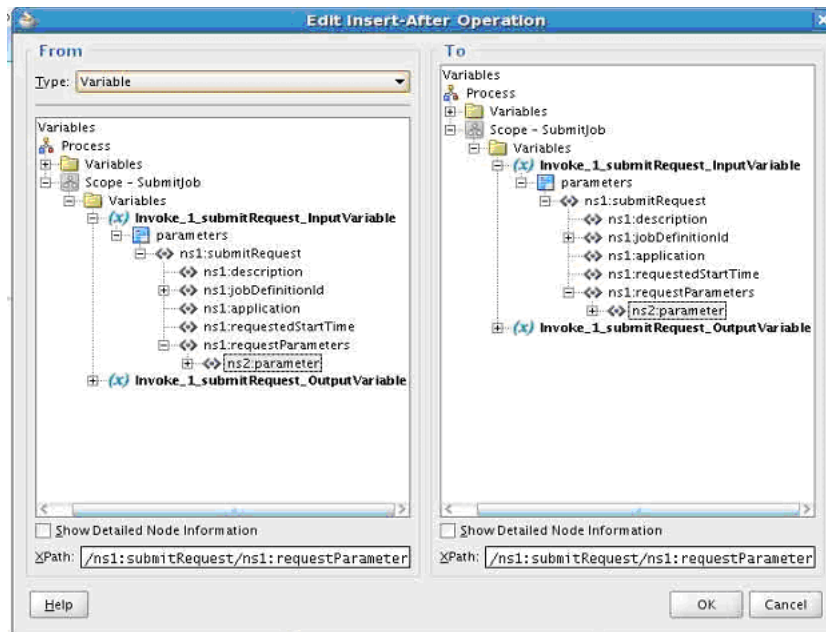 Edit Insert-After Operation
From
Type: Variable
Variables
Process
Variables
Scope - SubmitJob
Variables
(x) Invoke_1_submitRequest_InputVariable
parameters
ns1:submitRequest
ns1:description
ns1:jobDefinitionId
ns1:application
ns1:requestedStartTime
ns1:requestParameters
ns2:parameter
(x) Invoke_1_submitRequest_OutputVariable
Show Detailed Node Information
XPath: /ns1:submitRequest/ns1:requestParameter
To
Variables
Process
Variables
Scope - SubmitJob
Variables
(x) Invoke_1_submitRequest_InputVariable
parameters
ns1:submitRequest
ns1:description
ns1:jobDefinitionId
ns1:application
ns1:requestedStartTime
ns1:requestParameters
ns2:parameter
(x) Invoke_1_submitRequest_OutputVariable
Show Detailed Node Information
XPath: /ns1:submitRequest/ns1:requestParameter
Help
OK
Cancel